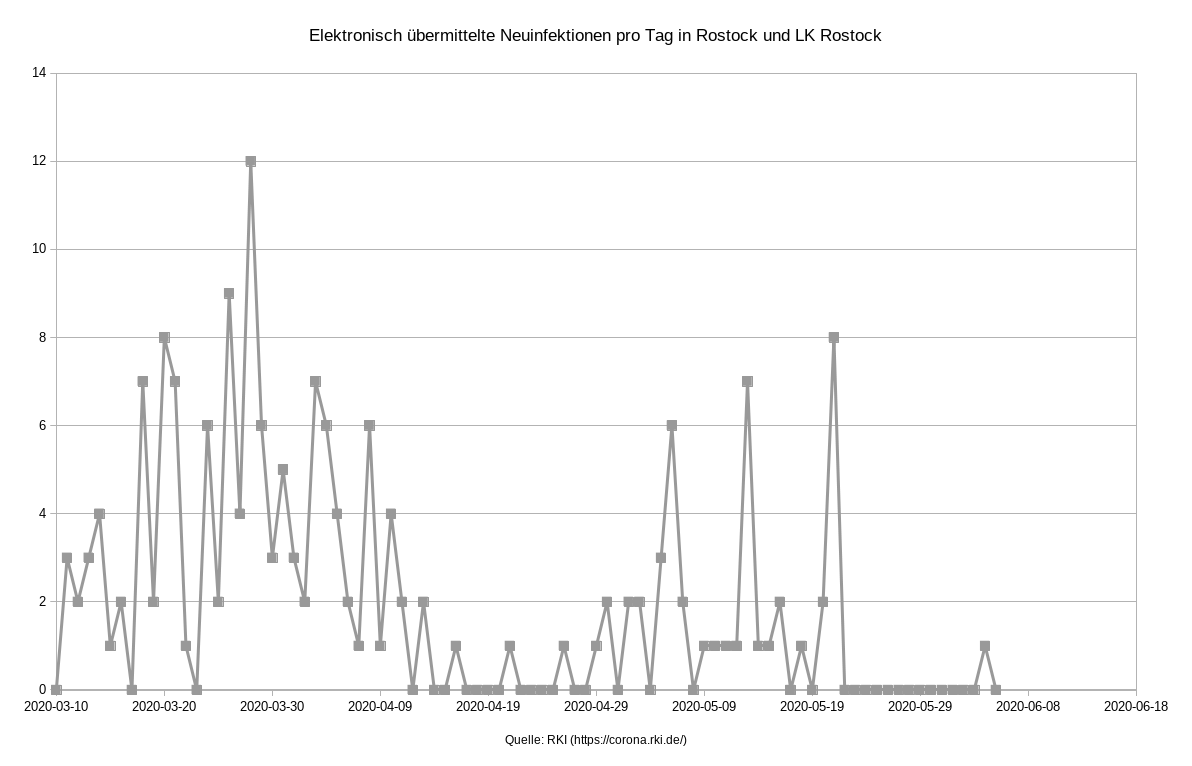 Elektronisch übermittelte Neuinfektionen pro Tag in Rostock und LK Rostock
14
12
10
8
6
4
2
0
2020-03-10 2020-03-20 2020-03-30 2020-04-09 2020-04-19 2020-04-29 2020-05-09 2020-05-19 2020-05-29 2020-06-08 2020-06-18
Quelle: RKI (https://corona.rki.de/)